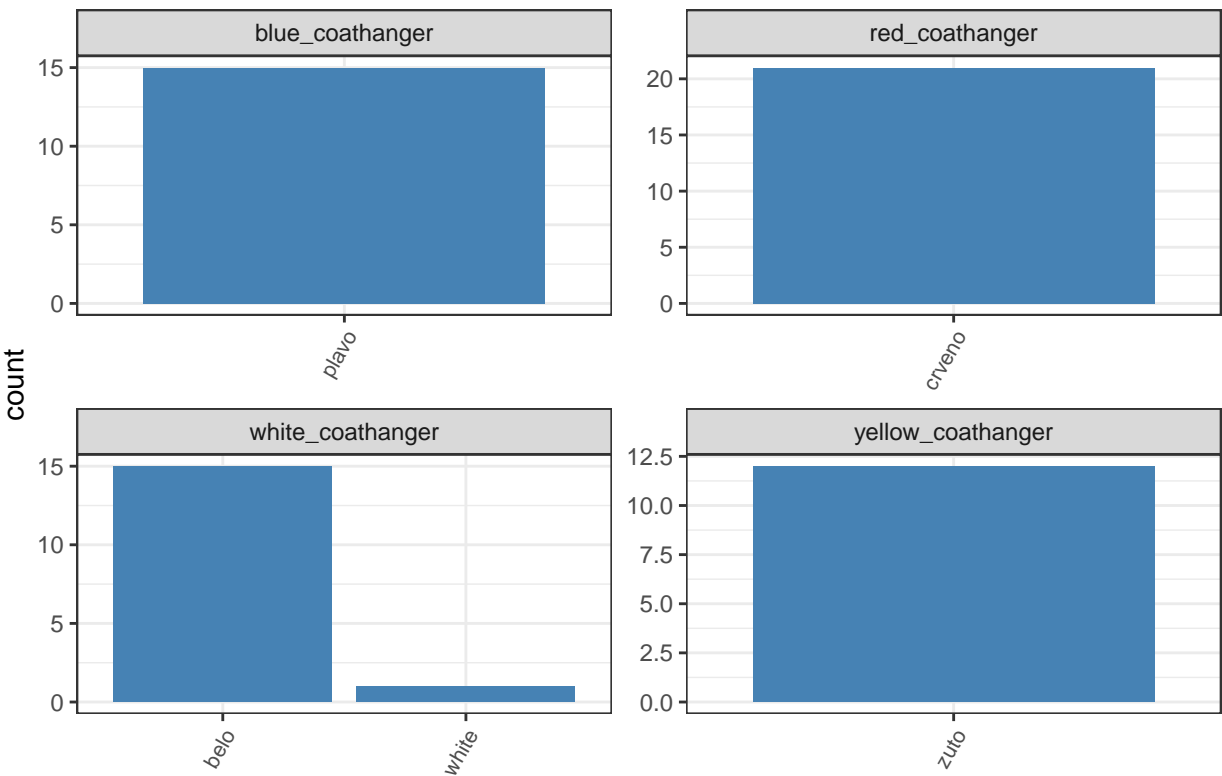 blue_coathanger
red_coathanger
15
10
5
0
20
15
10
5
0
plavo
crveno
count
white_coathanger
yellow_coathanger
15
10
5
0
12.5
10.0
7.5
5.0
2.5
0.0
belo
white
zuto